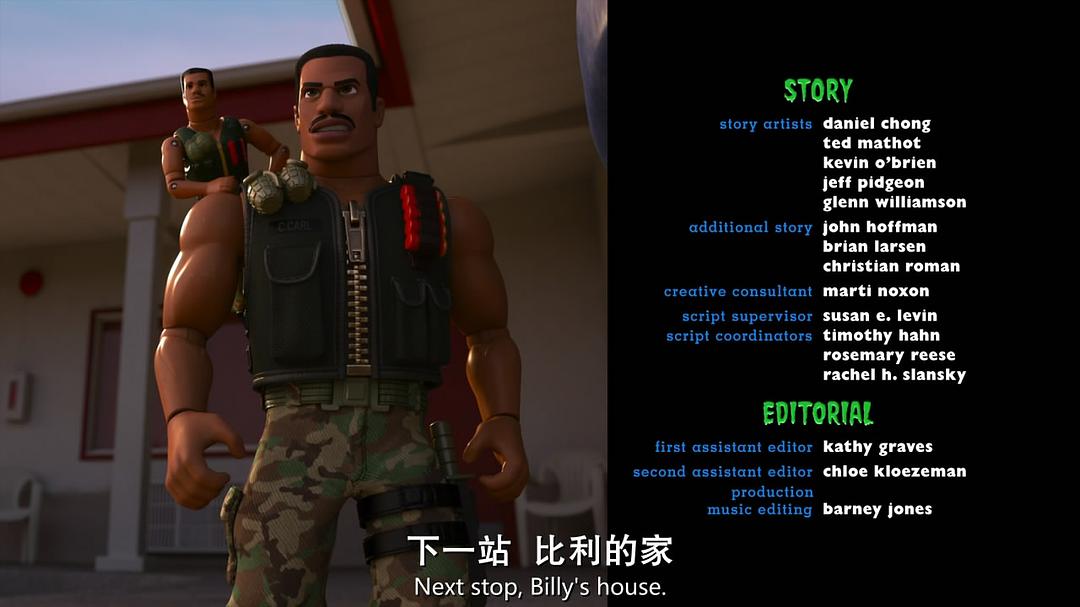 C.CARL
STORY
story artists daniel chong
ted mathot
kevin o'brien
jeff pidgeon
glenn williamson
additional story john hoffman
brian larsen
christian roman
creative consultant marti noxon
script supervisor susan e. levin
script coordinators timothy hahn
rosemary reese
rachel h. slansky
EDITORIAL
first assistant editor kathy graves
second assistant editor chloe kloezeman
production
music editing barney jones
下一站 比利的家
Next stop, Billy's house.